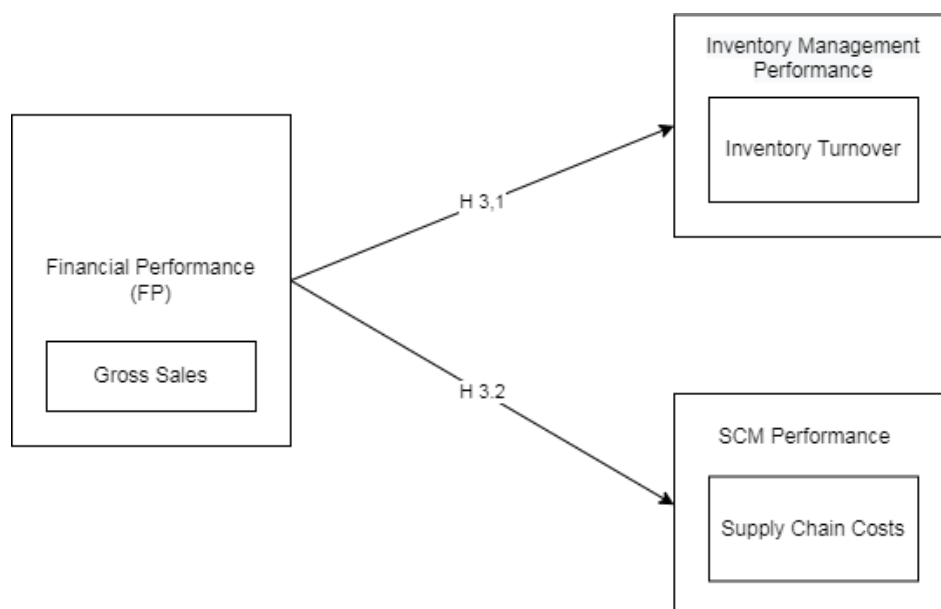 Inventory Management
Performance
Inventory Turnover
H 3,1
Financial Performance
(FP)
Gross Sales
H 3.2
SCM Performance
Supply Chain Costs